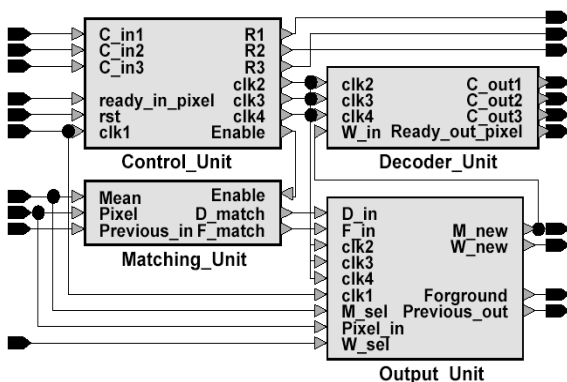 C_in1
C_in2
C_in3
ready_in_pixel
rst
clk1
R1
R2
R3
clk2
clk3
clk4
Enable
Control_Unit
clk2
clk3
clk4
W_in
C_out1
C_out2
C_out3
Ready_out_pixel
Decoder_Unit
Mean
Pixel
Previous_in
Enable
D_match
F_match
Matching_Unit
D_in
F_in
clk2
clk3
clk4
clk1
M_sel
Pixel_in
W_sel
M_new
W_new
Forground
Previous_out
Output_Unit